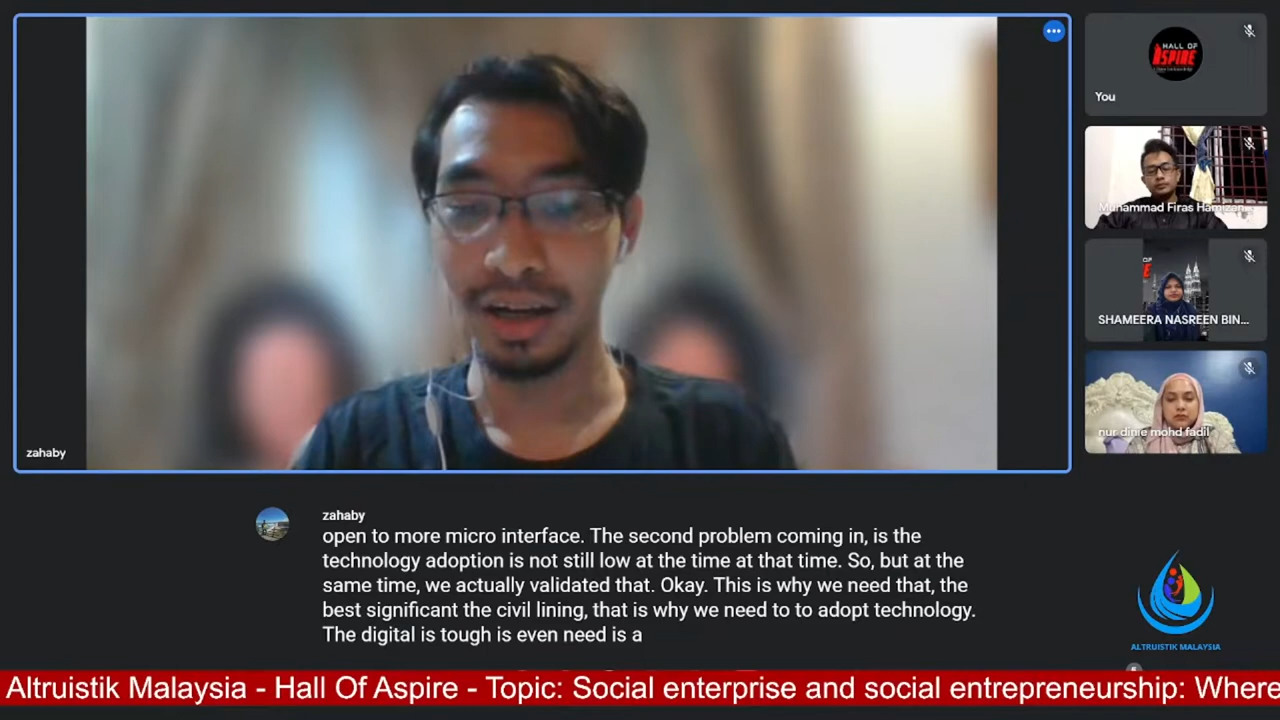 HALL OF
ASPIRE
You
Muhammad Firas Hamizan...
SHAMEERA NASREEN BIN...
nur dinie mohd fadil
zahaby
zahaby
open to more micro interface. The second problem coming in, is the
technology adoption is not still low at the time at that time. So, but at the
same time, we actually validated that. Okay. This is why we need that, the
best significant the civil lining, that is why we need to to adopt technology.
The digital is tough is even need is a
ALTRUISTIK MALAYSIA
Altruistik Malaysia - Hall Of Aspire - Topic: Social enterprise and social entrepreneurship: Where